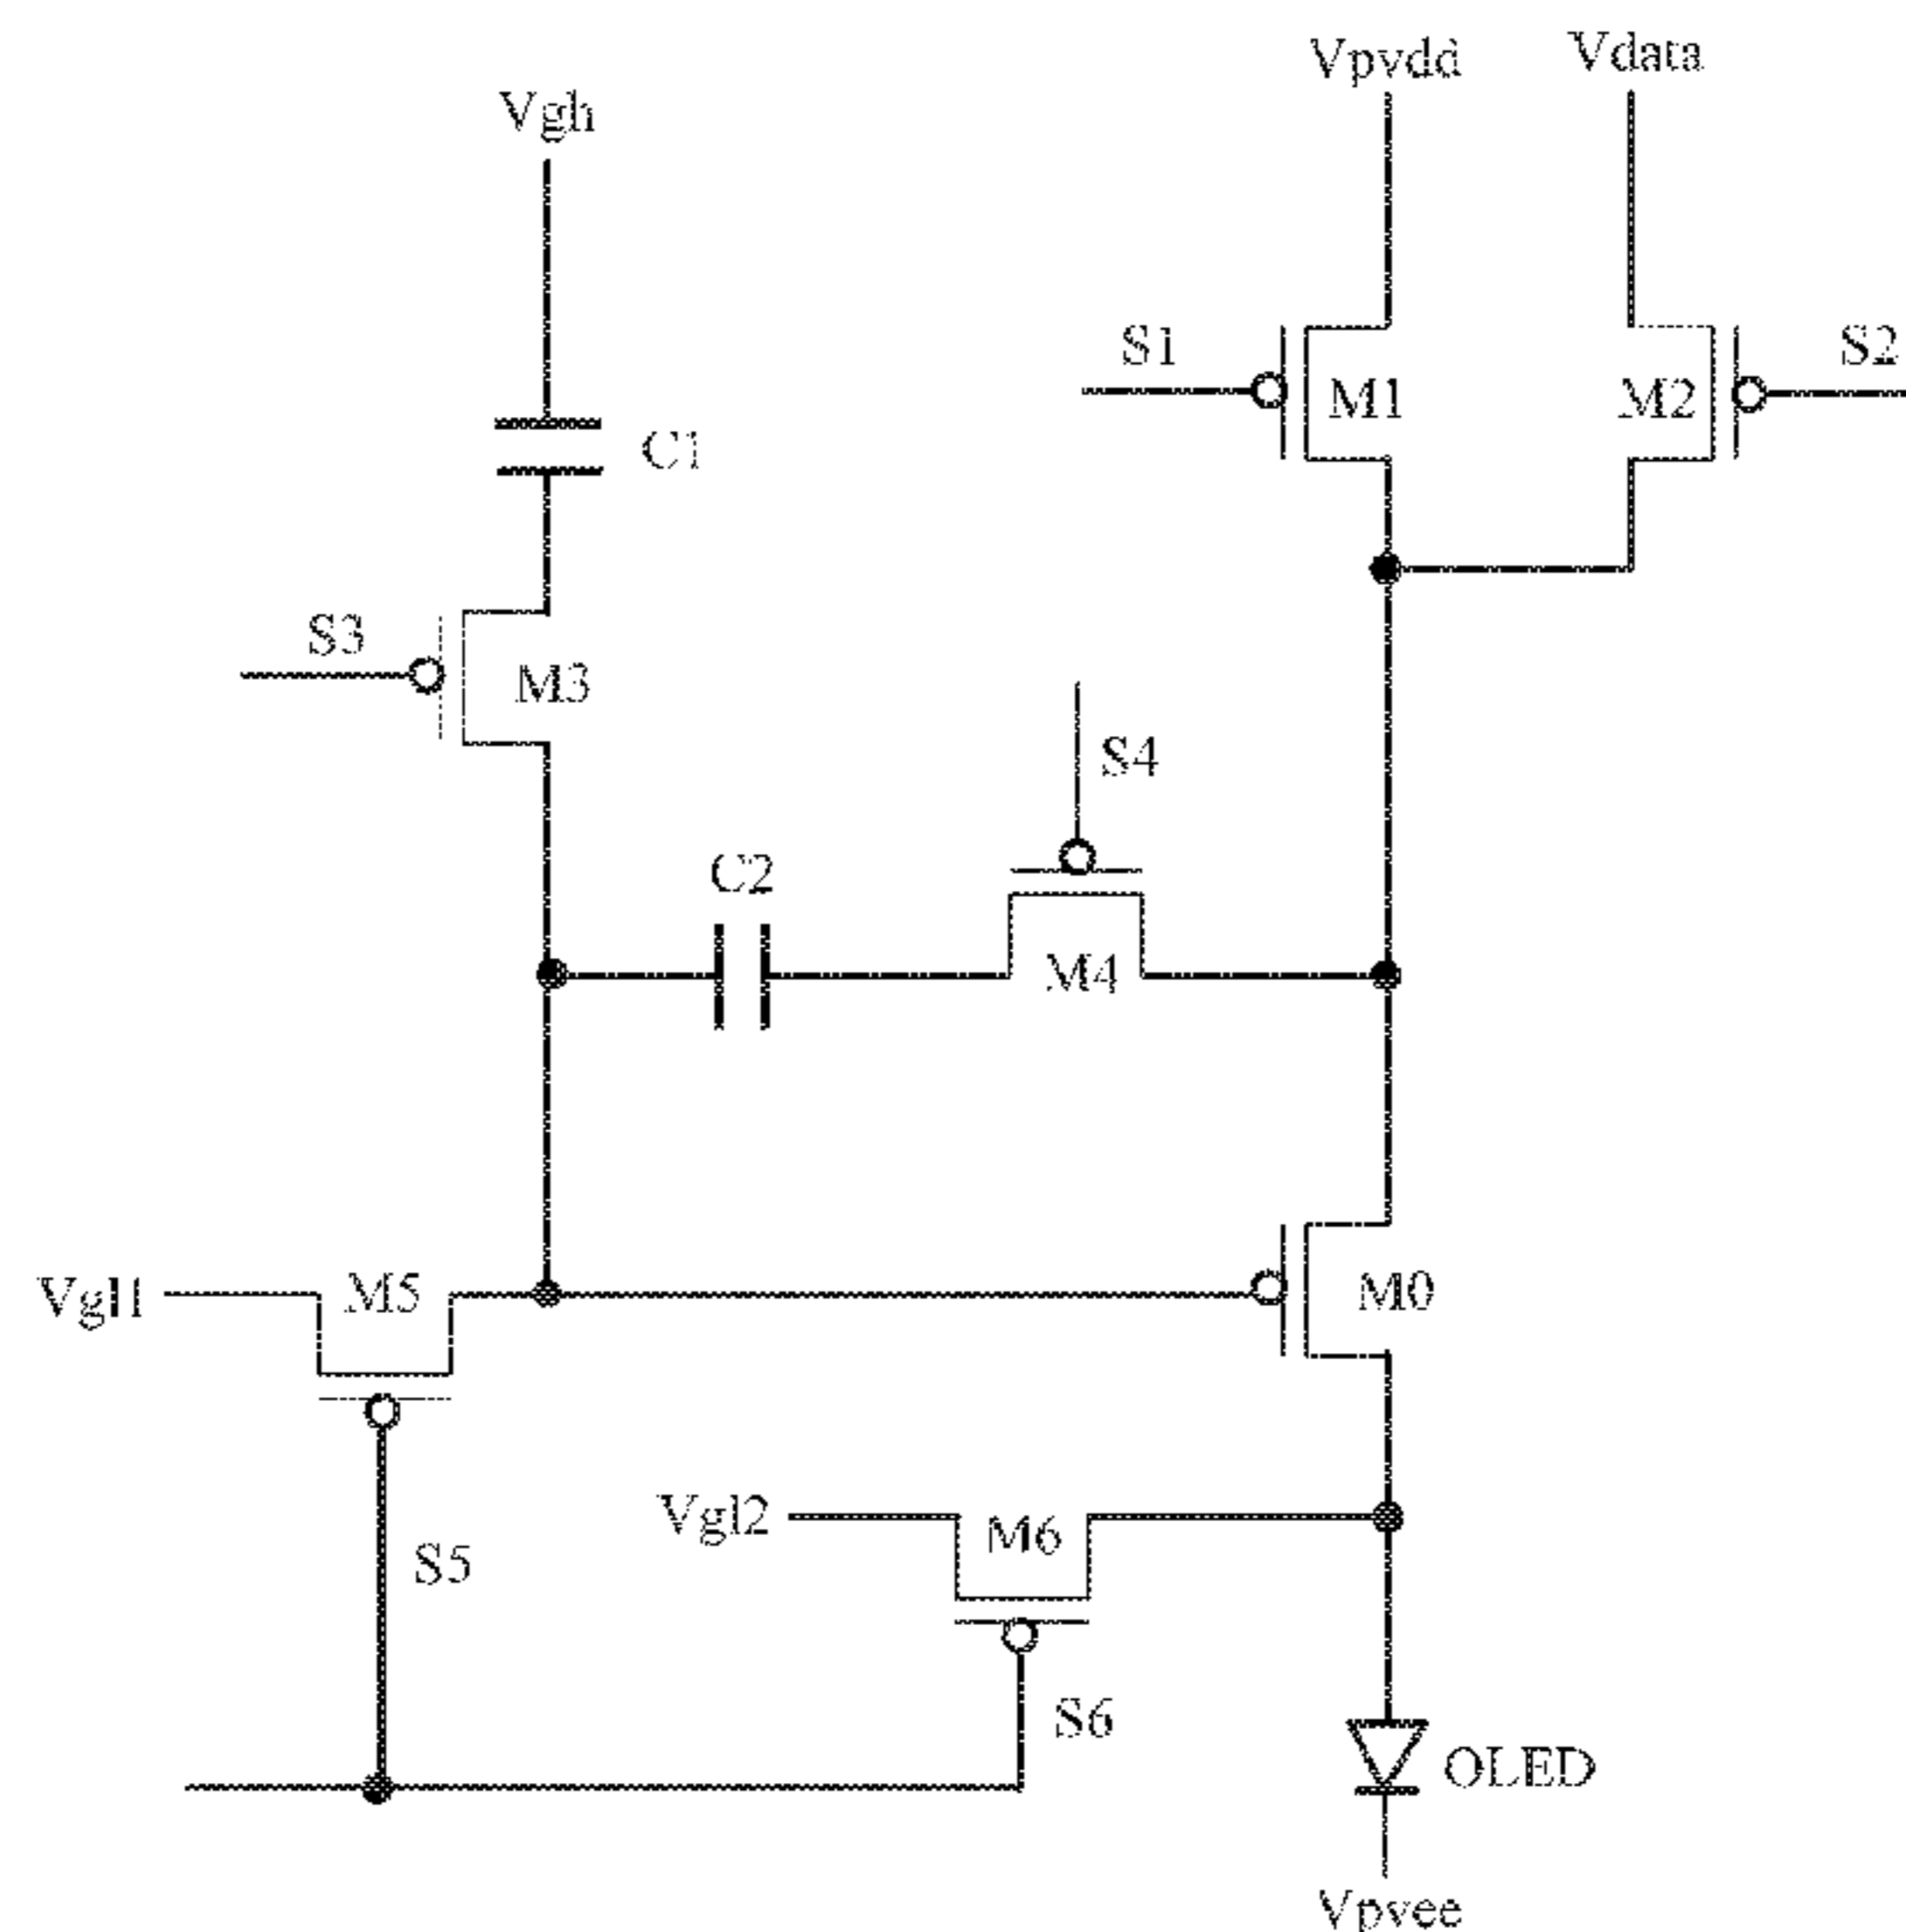 Vpvdd
Vdata
Vgh
S1
M1
M2
S2
C1
S3
M3
S4
C2
M4
Vgl1
M5
M0
Vgl2
M6
S5
S6
OLED
Vpvee